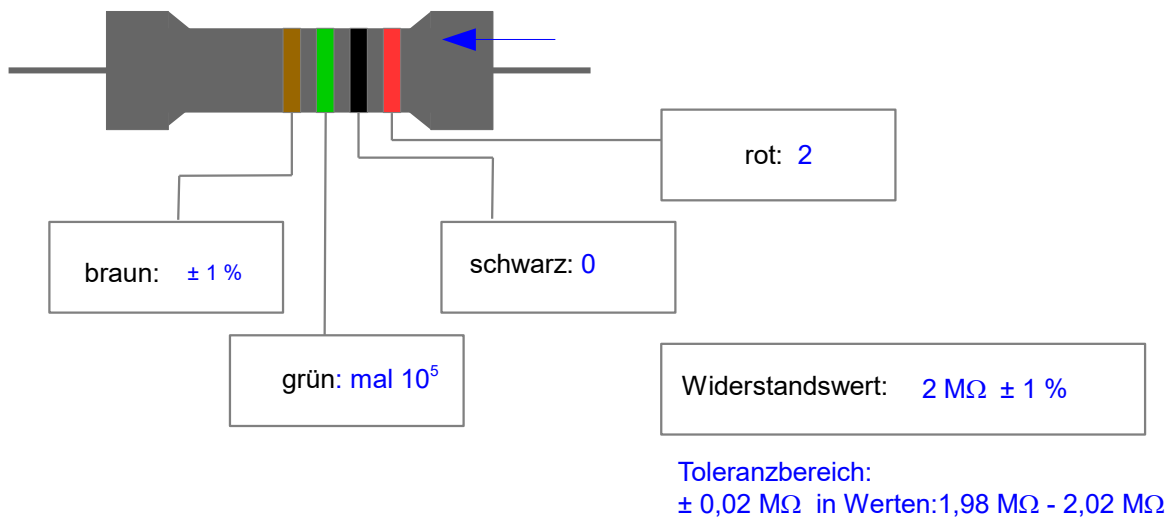 rot: 2
braun: ± 1 %
schwarz: 0
grün: mal 10⁵
Widerstandswert: 2 MΩ ± 1 %
Toleranzbereich:
± 0,02 MΩ in Werten:1,98 MΩ - 2,02 MΩ